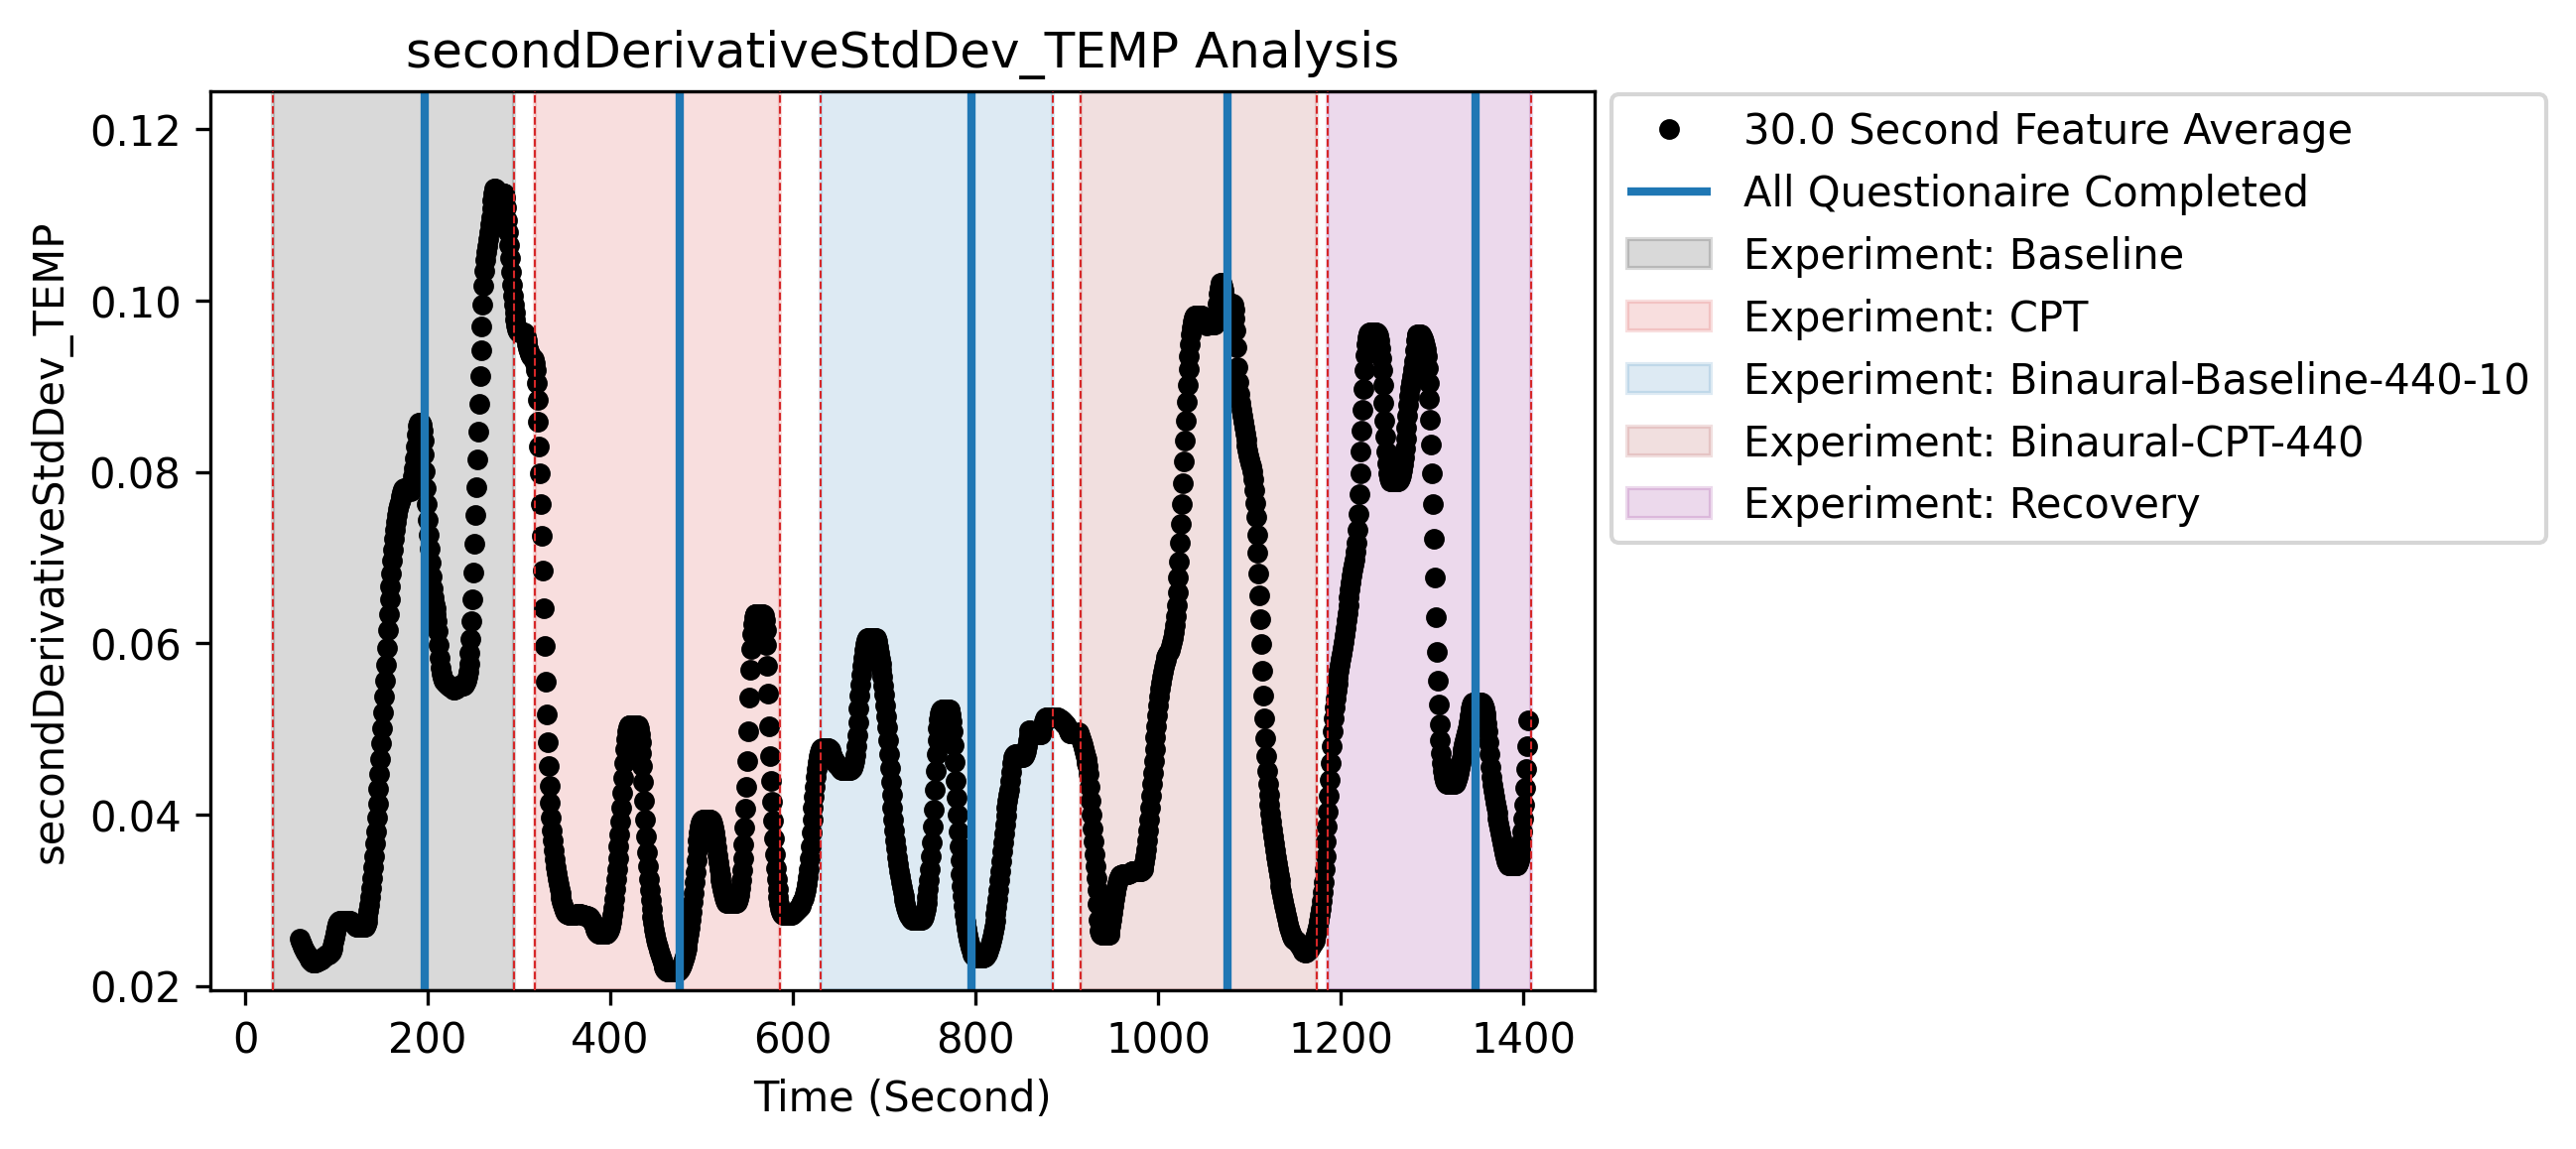 secondDerivativeStdDev_TEMP Analysis
secondDerivativeStdDev_TEMP
0.12
0.10
0.08
0.06
0.04
0.02
0 200 400 600 800 1000 1200 1400
Time (Second)
30.0 Second Feature Average
All Questionaire Completed
Experiment: Baseline
Experiment: CPT
Experiment: Binaural-Baseline-440-10
Experiment: Binaural-CPT-440
Experiment: Recovery